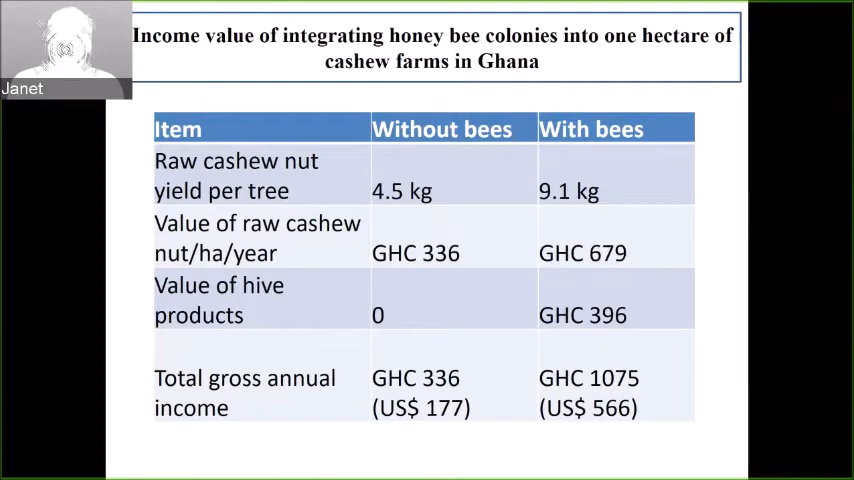 Income value of integrating honey bee colonies into one hectare of
cashew farms in Ghana
Janet
Item Without bees With bees
Raw cashew nut
yield per tree 4.5 kg 9.1 kg
Value of raw cashew
nut/ha/year GHC 336 GHC 679
Value of hive
products 0 GHC 396
Total gross annual GHC 336 GHC 1075
income (US$ 177) (US$ 566)